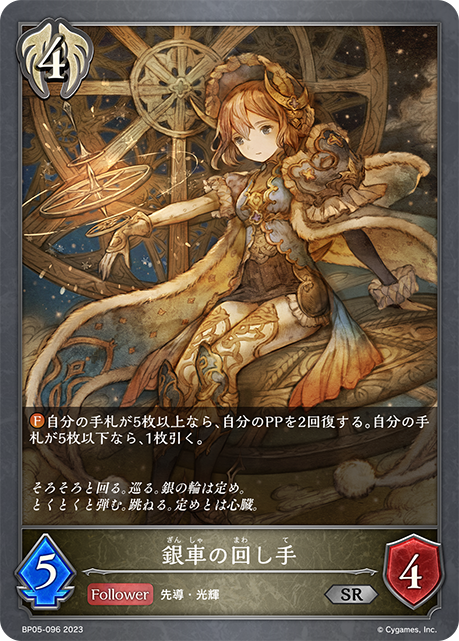 4
F 自分の手札が5枚以上なら、自分のPPを2回復する。自分の手
札が5枚以下なら、1枚引く。
そろそろと回る。巡る。銀の輪は定め。
とくとくと弾む。跳ねる。定めとは心臓。
ぎんしゃ まわ て
銀車の回し手
5
Follower 先導・光輝
SR
4
BP05-096 2023
© Cygames, Inc.